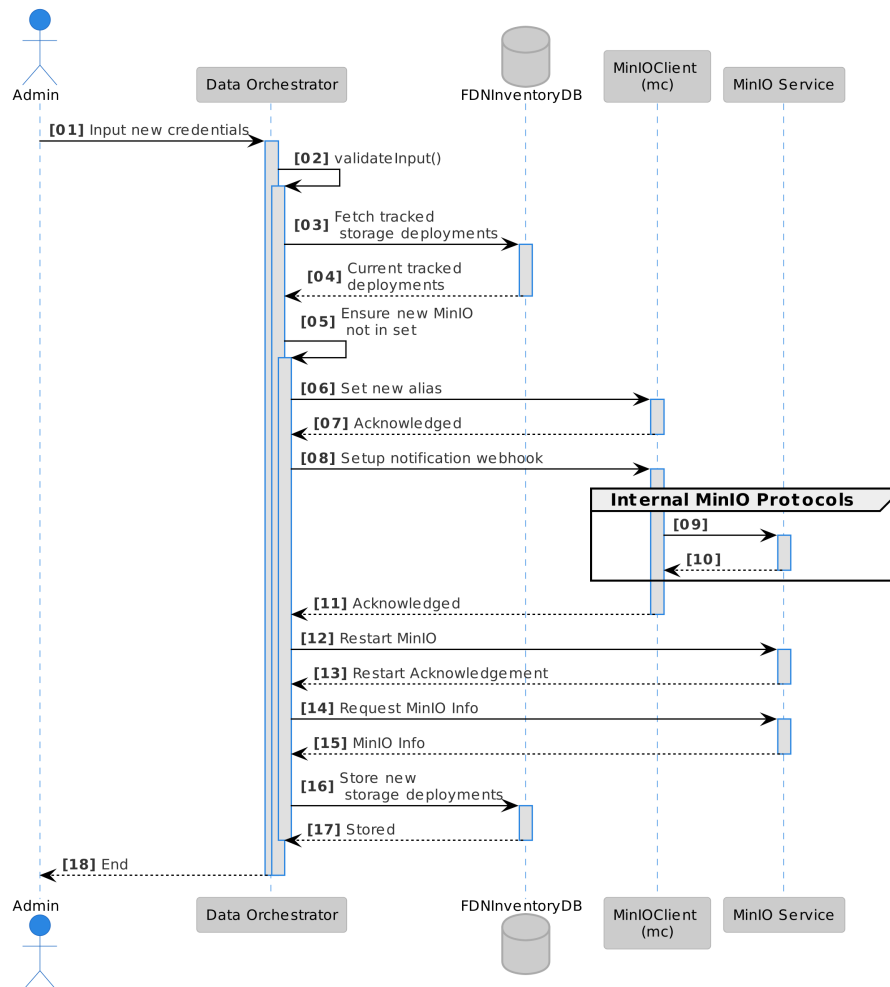 Admin
Data Orchestrator
FDNInventoryDB
MinIOClient
(mc)
MinIO Service
[01] Input new credentials
[02] validateInput()
[03] Fetch tracked
storage deployments
[04] Current tracked
deployments
[05] Ensure new MinIO
not in set
[06] Set new alias
[07] Acknowledged
[08] Setup notification webhook
Internal MinIO Protocols
[09]
[10]
[11] Acknowledged
[12] Restart MinIO
[13] Restart Acknowledgement
[14] Request MinIO Info
[15] MinIO Info
[16] Store new
storage deployments
[17] Stored
[18] End
Admin
Data Orchestrator
FDNInventoryDB
MinIOClient
(mc)
MinIO Service